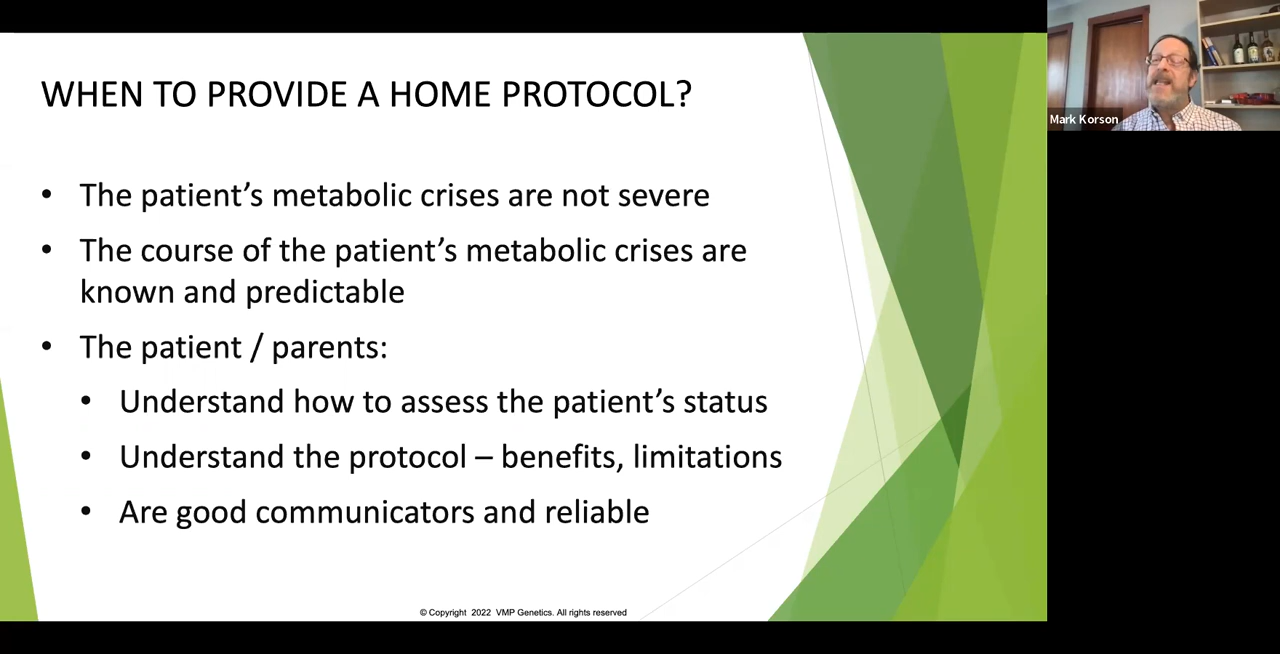 WHEN TO PROVIDE A HOME PROTOCOL?
• The patient’s metabolic crises are not severe
• The course of the patient’s metabolic crises are
known and predictable
• The patient / parents:
• Understand how to assess the patient’s status
• Understand the protocol – benefits, limitations
• Are good communicators and reliable
© Copyright 2022 VMP Genetics. All rights reserved
Mark Korson